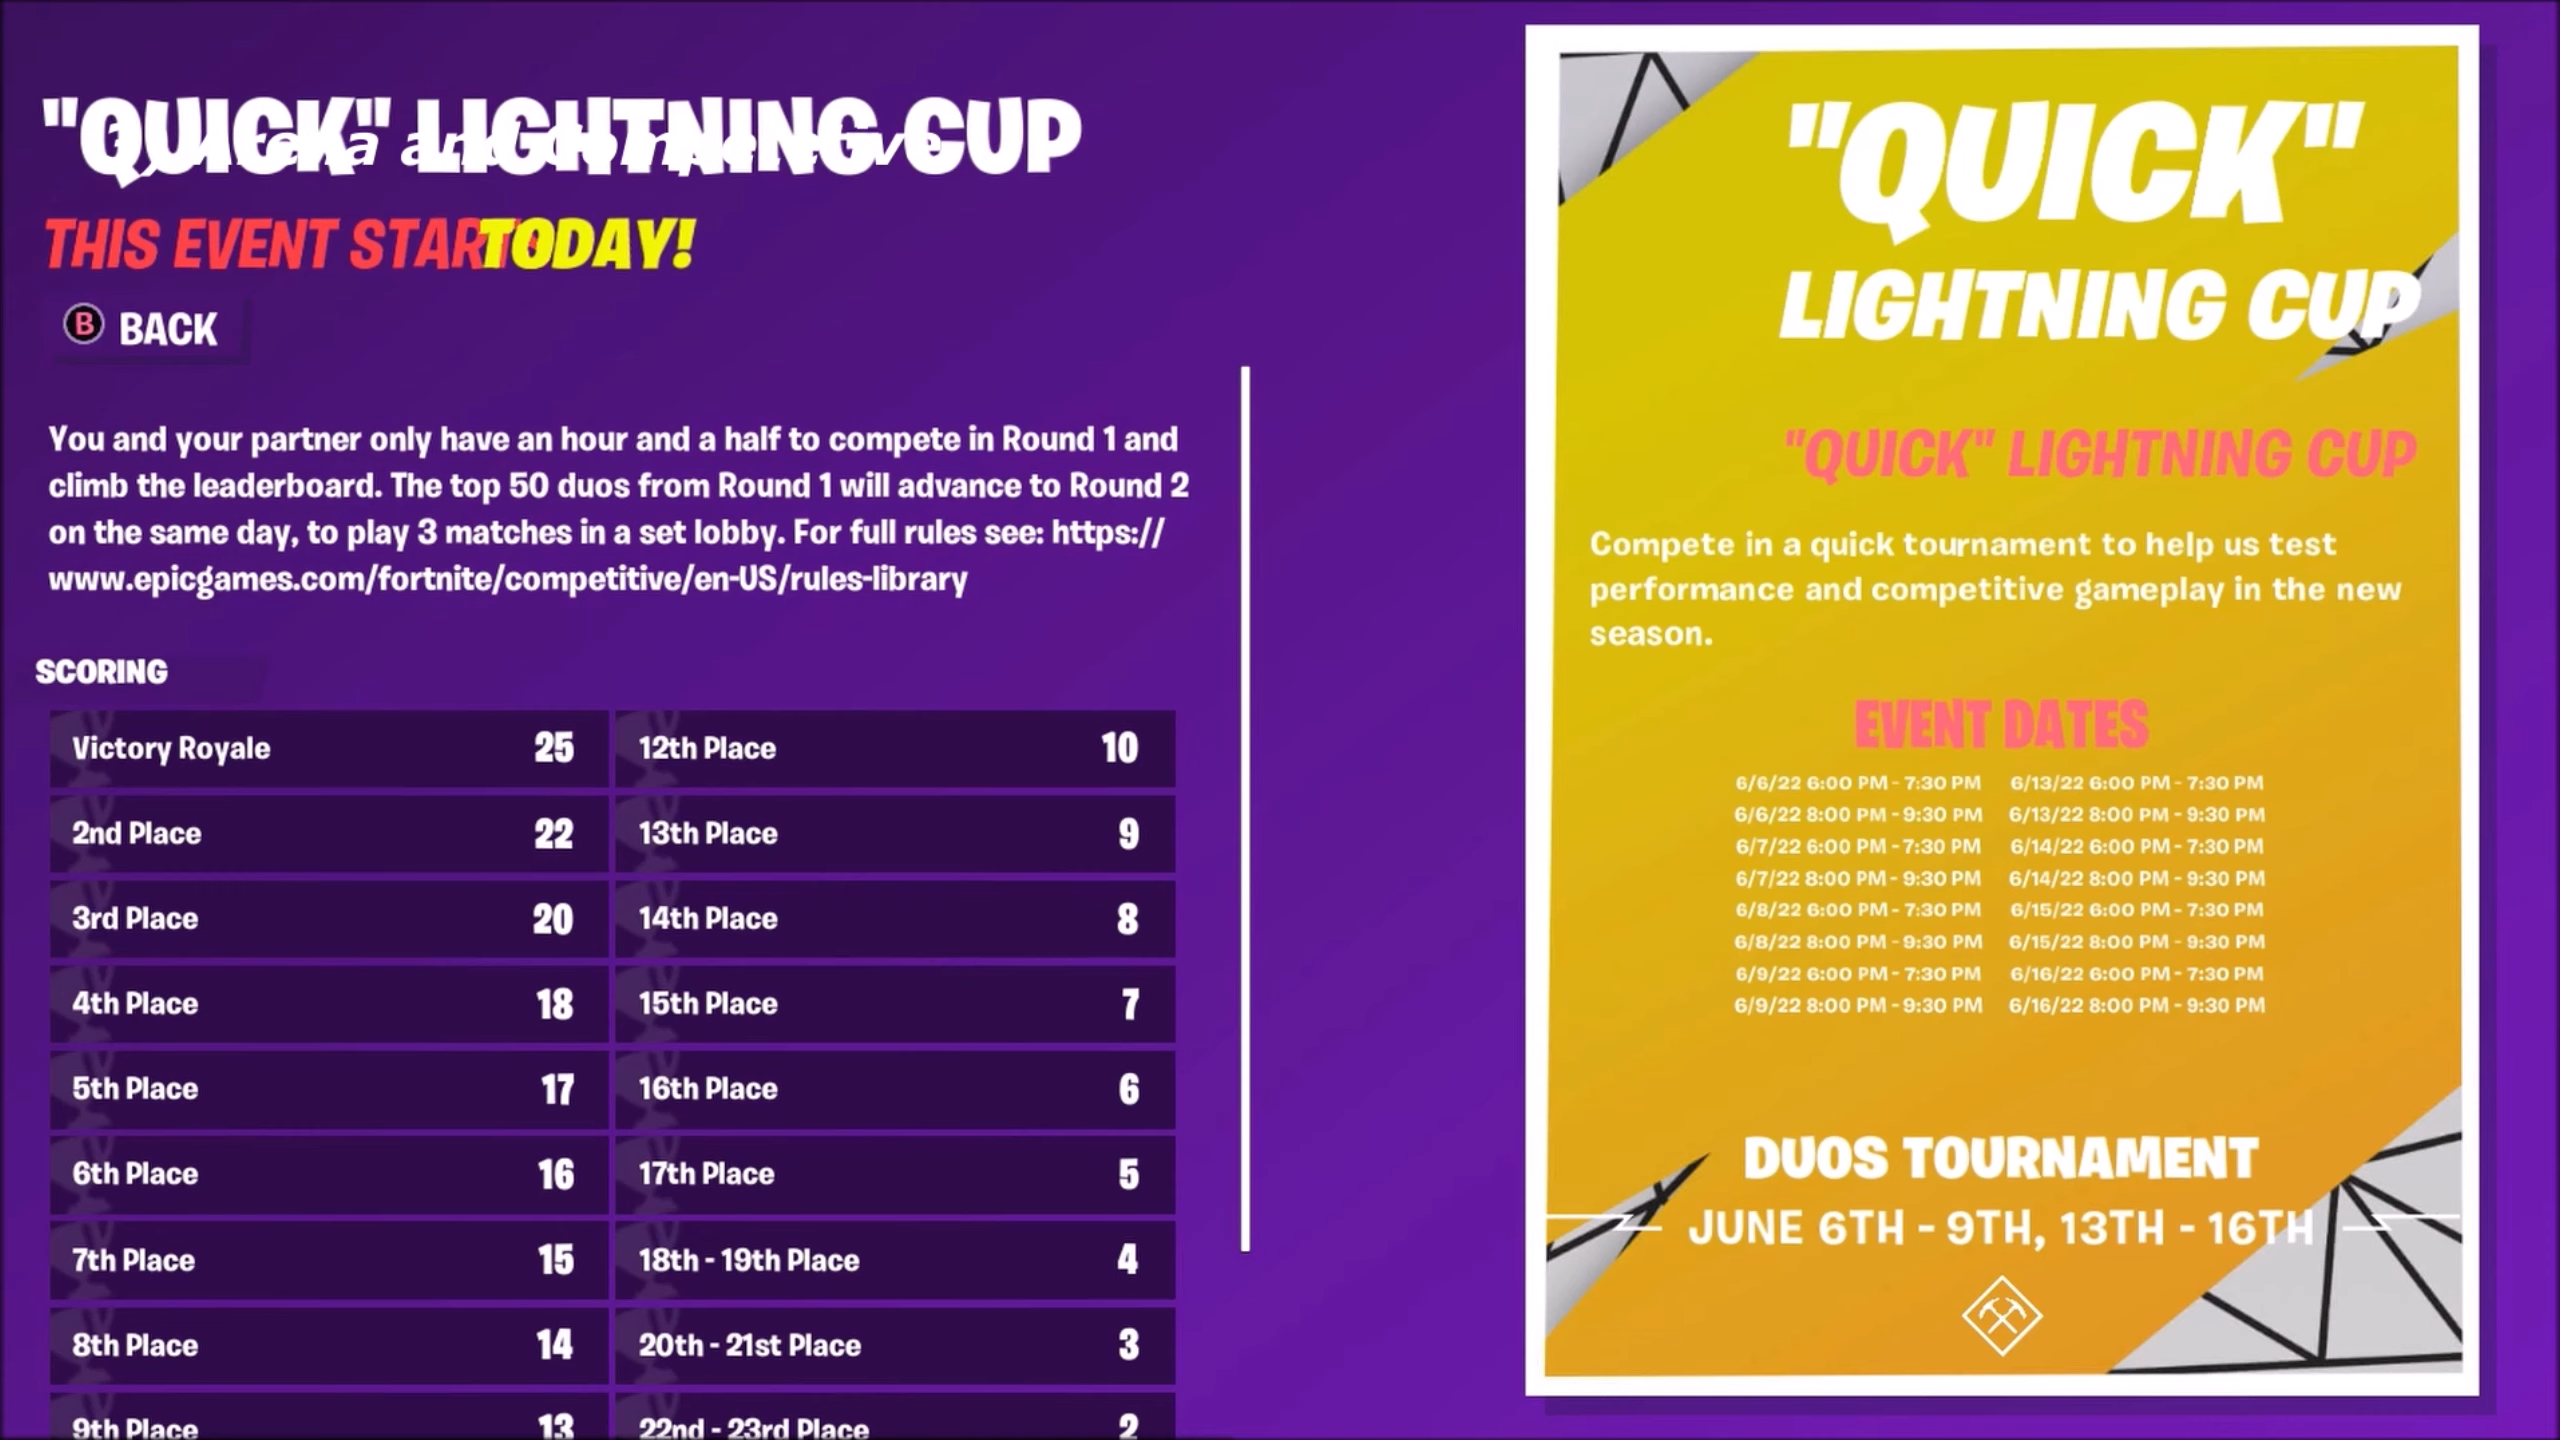 "QUICK" LIGHTNING CUP
THIS EVENT STARTS TODAY!
B BACK
You and your partner only have an hour and a half to compete in Round 1 and
climb the leaderboard. The top 50 duos from Round 1 will advance to Round 2
on the same day, to play 3 matches in a set lobby. For full rules see: https://
www.epicgames.com/fortnite/competitive/en-US/rules-library
SCORING
Victory Royale 25
2nd Place 22
3rd Place 20
4th Place 18
5th Place 17
6th Place 16
7th Place 15
8th Place 14
9th Place 13
12th Place 10
13th Place 9
14th Place 8
15th Place 7
16th Place 6
17th Place 5
18th - 19th Place 4
20th - 21st Place 3
22nd - 23rd Place 2
"QUICK"
LIGHTNING CUP
"QUICK" LIGHTNING CUP
Compete in a quick tournament to help us test
performance and competitive gameplay in the new
season.
EVENT DATES
6/6/22 6:00 PM - 7:30 PM 6/13/22 6:00 PM - 7:30 PM
6/6/22 8:00 PM - 9:30 PM 6/13/22 8:00 PM - 9:30 PM
6/7/22 6:00 PM - 7:30 PM 6/14/22 6:00 PM - 7:30 PM
6/7/22 8:00 PM - 9:30 PM 6/14/22 8:00 PM - 9:30 PM
6/8/22 6:00 PM - 7:30 PM 6/15/22 6:00 PM - 7:30 PM
6/8/22 8:00 PM - 9:30 PM 6/15/22 8:00 PM - 9:30 PM
6/9/22 6:00 PM - 7:30 PM 6/16/22 6:00 PM - 7:30 PM
6/9/22 8:00 PM - 9:30 PM 6/16/22 8:00 PM - 9:30 PM
DUOS TOURNAMENT
JUNE 6TH - 9TH, 13TH - 16TH